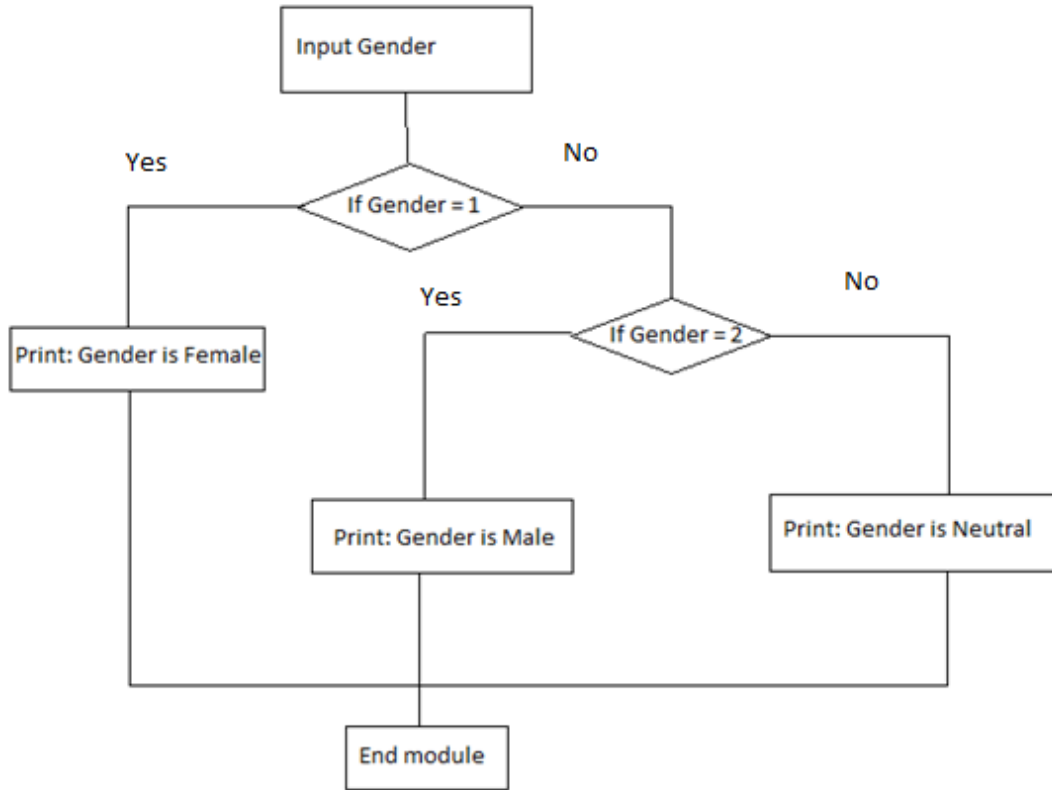 Input Gender
Yes
No
If Gender = 1
Yes
No
Print: Gender is Female
If Gender = 2
Print: Gender is Male
Print: Gender is Neutral
End module